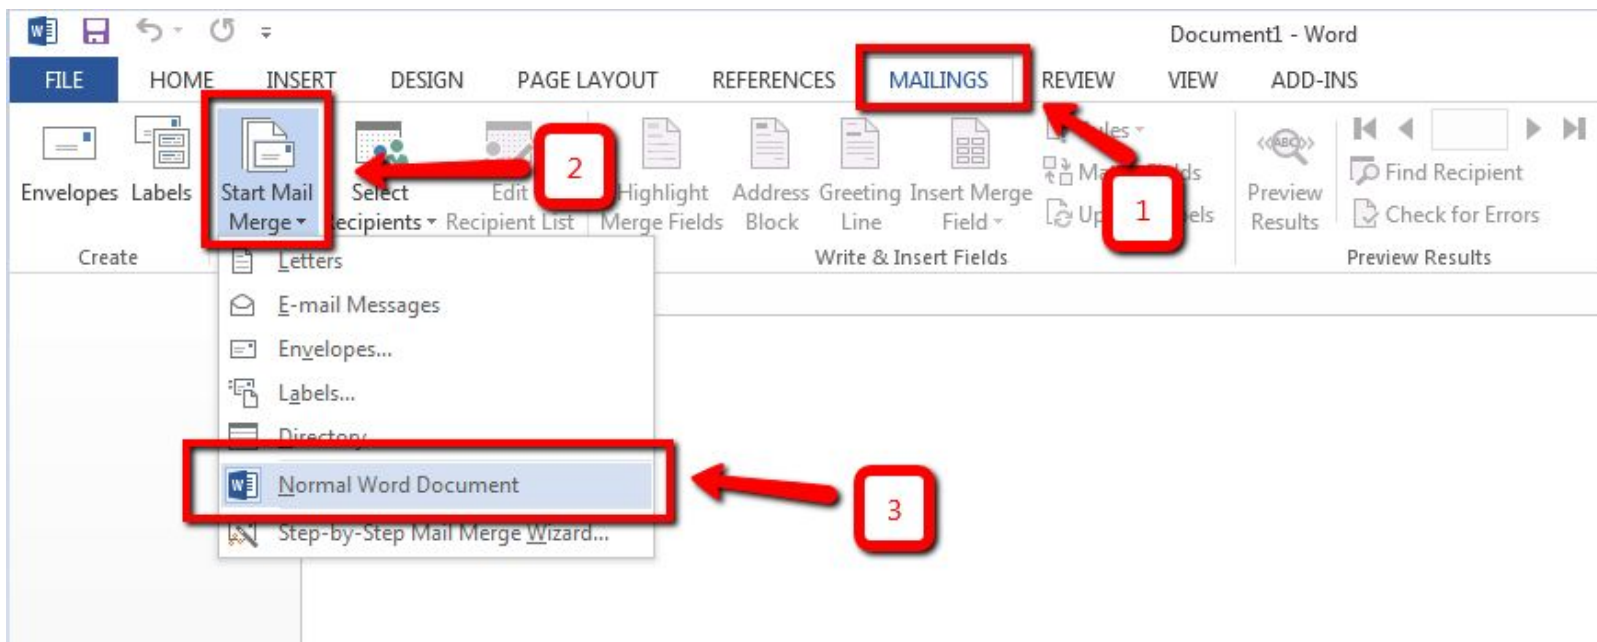 Document1 - Word
FILE HOME INSERT DESIGN PAGE LAYOUT REFERENCES MAILINGS REVIEW VIEW ADD-INS
Envelopes Labels Start Mail Merge Select Recipients Edit Recipient List Highlight Merge Fields Address Block Greeting Line Insert Merge Field
Preview Results
Find Recipient
Check for Errors
1
2
Create Write & Insert Fields Preview Results
Letters
E-mail Messages
Envelopes...
Labels...
Directory
Normal Word Document
3
Step-by-Step Mail Merge Wizard...